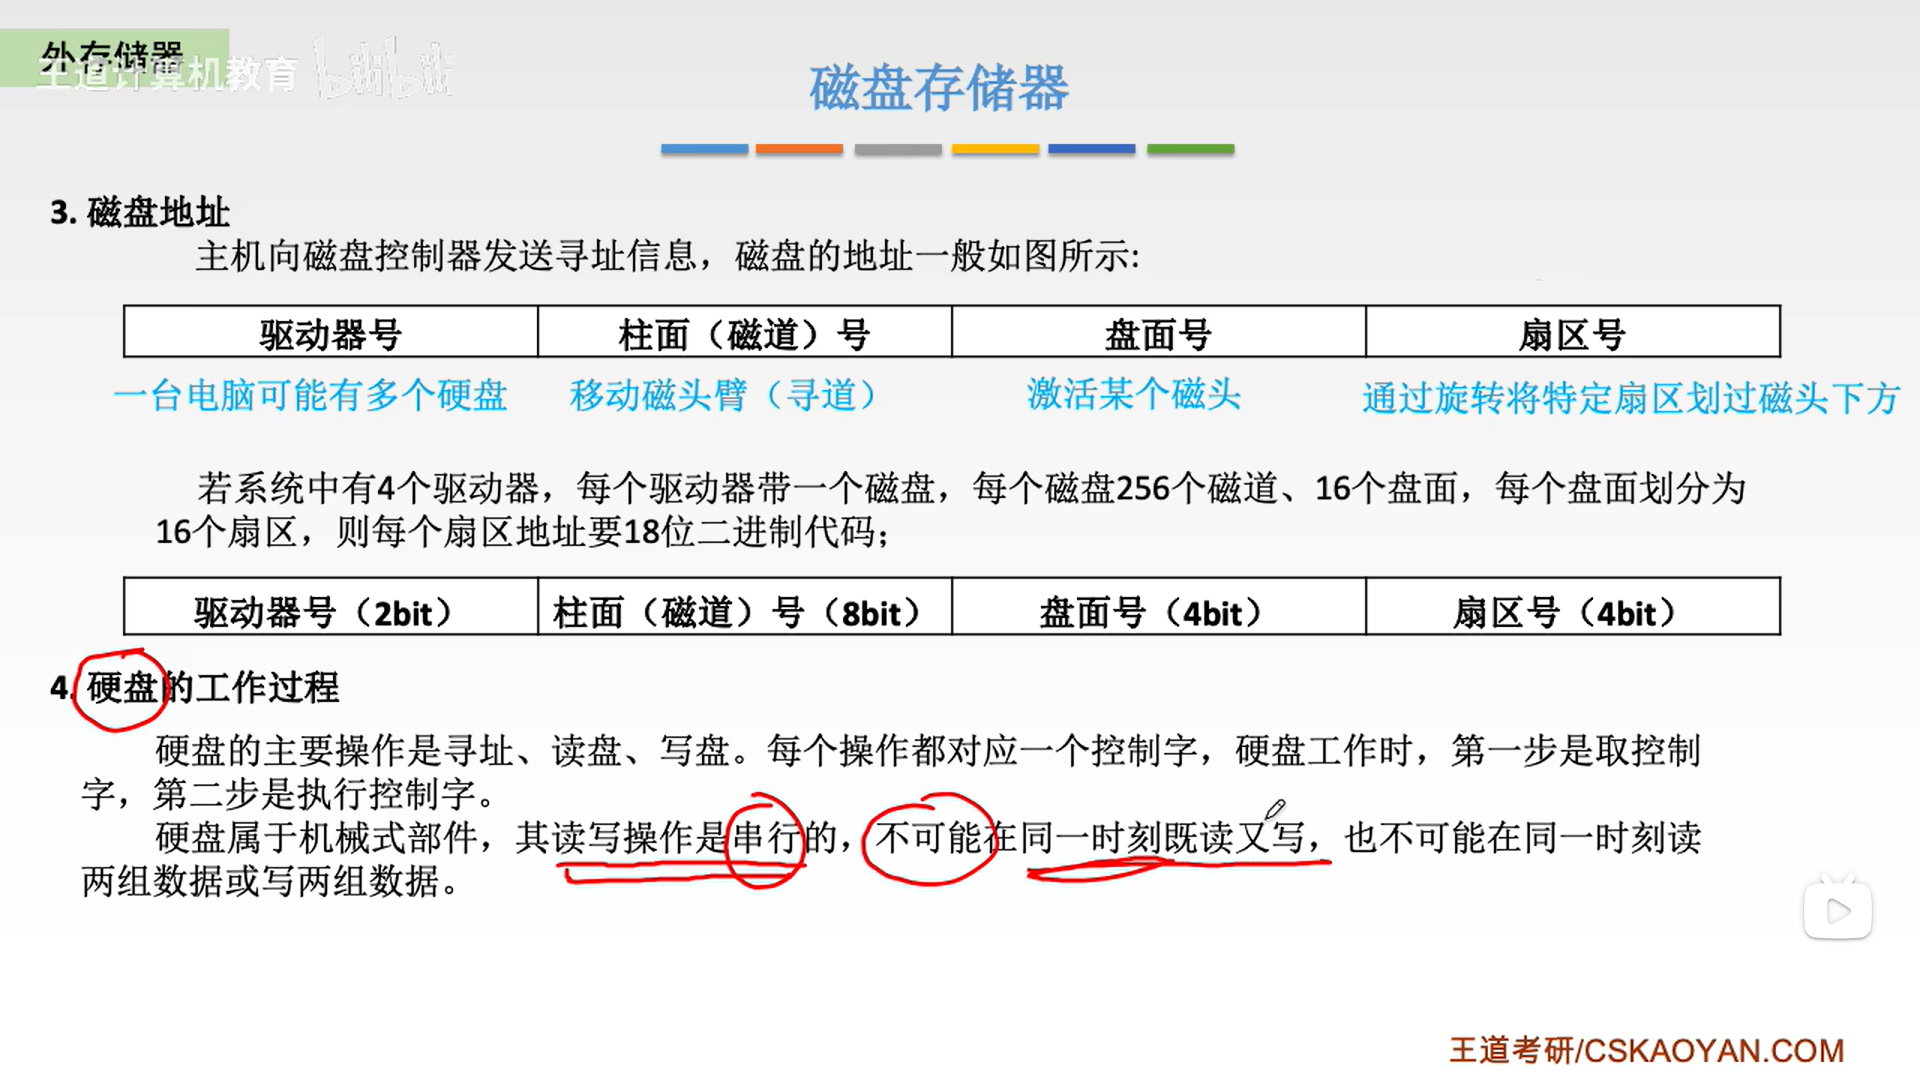 外存储器
王道计算机教育 bilibili
磁盘存储器
3. 磁盘地址
主机向磁盘控制器发送寻址信息，磁盘的地址一般如图所示:
驱动器号 柱面（磁道）号 盘面号 扇区号
一台电脑可能有多个硬盘 移动磁头臂（寻道） 激活某个磁头 通过旋转将特定扇区划过磁头下方
若系统中有4个驱动器，每个驱动器带一个磁盘，每个磁盘256个磁道、16个盘面，每个盘面划分为
16个扇区，则每个扇区地址要18位二进制代码；
驱动器号（2bit） 柱面（磁道）号（8bit） 盘面号（4bit） 扇区号（4bit）
4. 硬盘的工作过程
硬盘的主要操作是寻址、读盘、写盘。每个操作都对应一个控制字，硬盘工作时，第一步是取控制
字，第二步是执行控制字。
硬盘属于机械式部件，其读写操作是串行的，不可能在同一时刻既读又写，也不可能在同一时刻读
两组数据或写两组数据。
王道考研/CSKAOYAN.COM